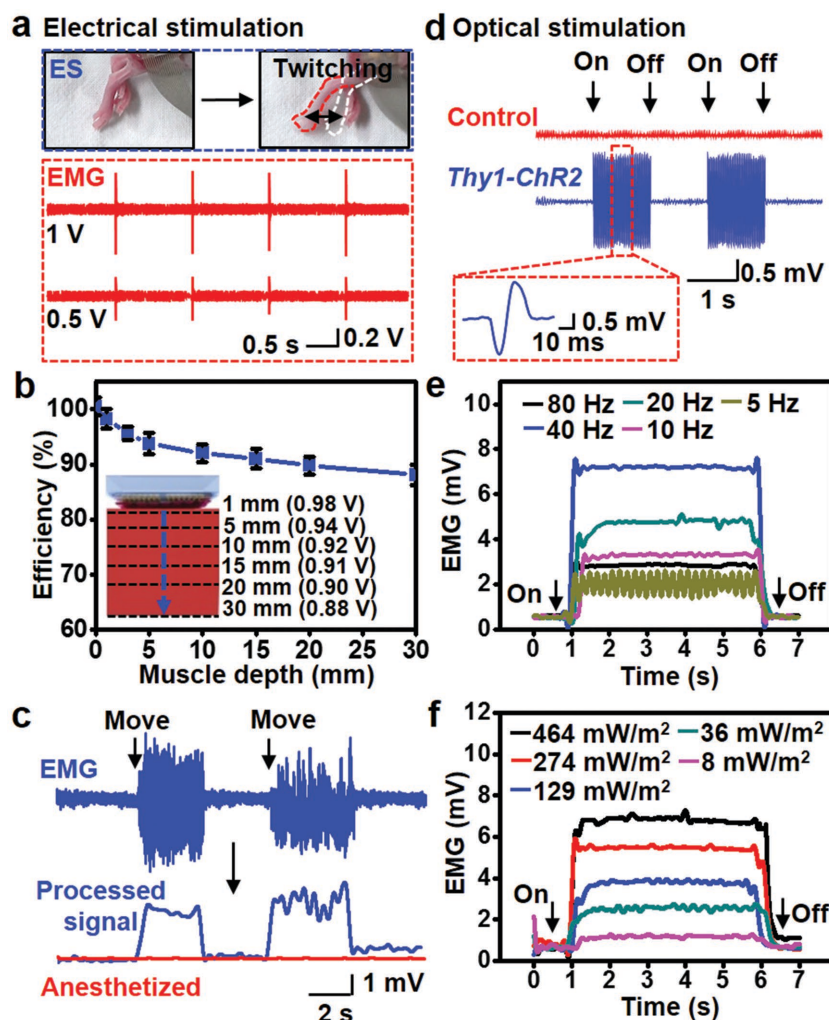 a Electrical stimulation
ES
Twitching
EMG
1 V
0.5 V
0.5 s
0.2 V
b
Efficiency (%)
100
90
80
70
60
1 mm (0.98 V)
5 mm (0.94 V)
10 mm (0.92 V)
15 mm (0.91 V)
20 mm (0.90 V)
30 mm (0.88 V)
0 5 10 15 20 25 30
Muscle depth (mm)
c
Move Move
EMG
Processed
signal
Anesthetized
1 mV
2 s
d Optical stimulation
On Off On Off
Control
Thy1-ChR2
0.5 mV
1 s
0.5 mV
10 ms
e
80 Hz 20 Hz 5 Hz
40 Hz 10 Hz
EMG (mV)
10
8
6
4
2
0
On
Off
0 1 2 3 4 5 6 7
Time (s)
f
464 mW/m² 36 mW/m²
274 mW/m² 8 mW/m²
129 mW/m²
EMG (mV)
12
10
8
6
4
2
0
On
Off
0 1 2 3 4 5 6 7
Time (s)